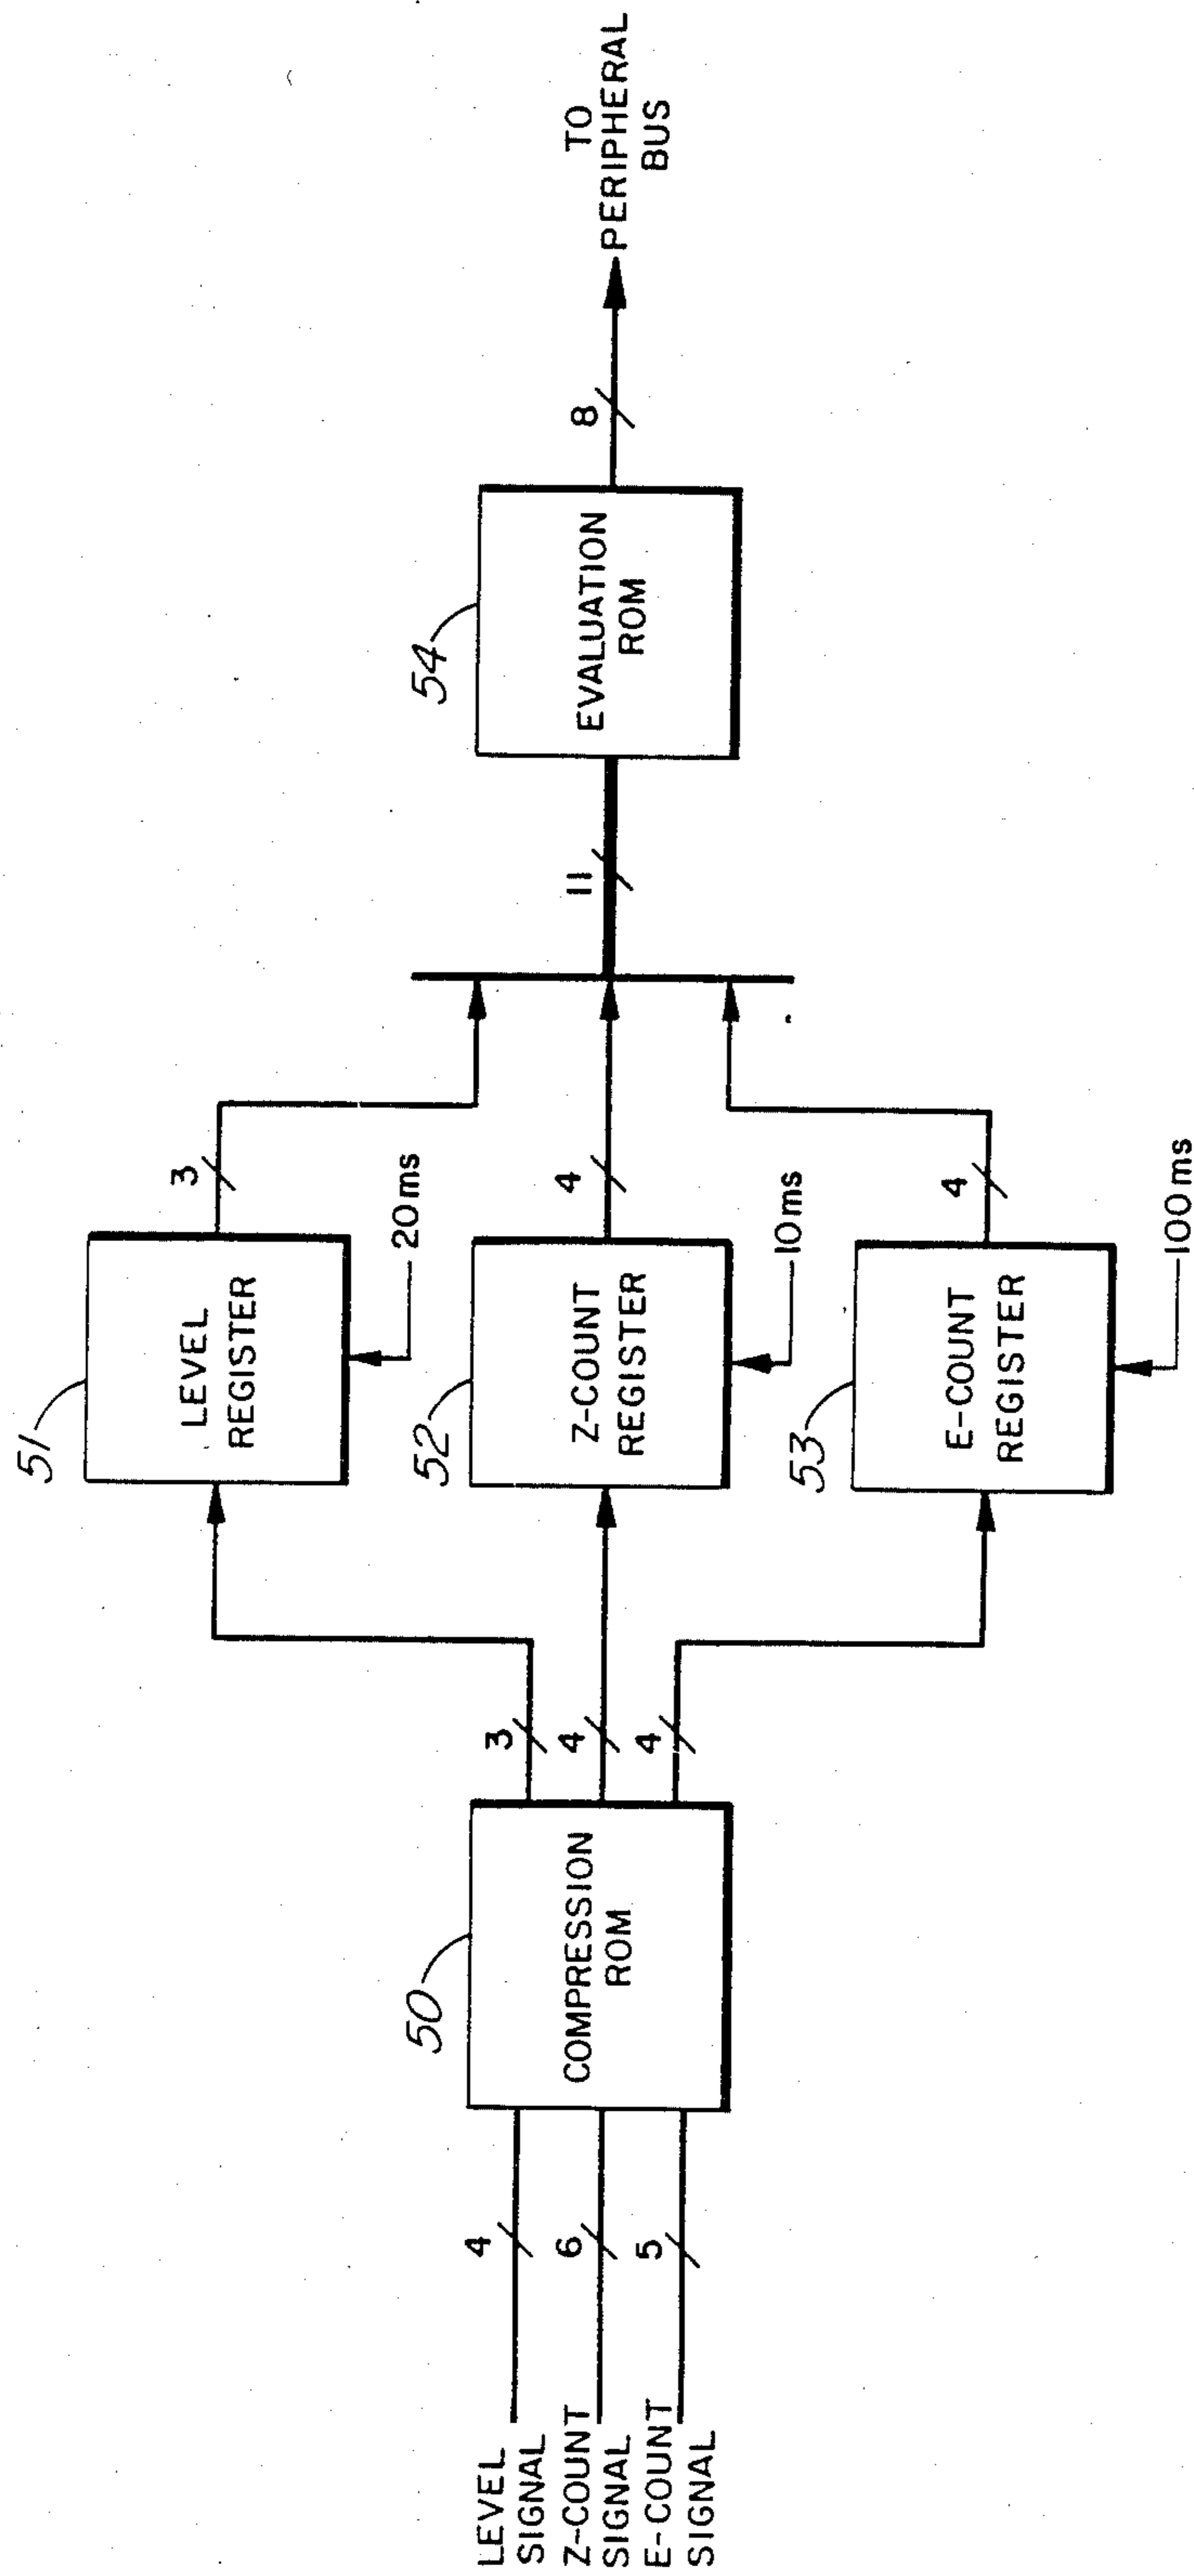 LEVEL
SIGNAL
Z-COUNT
SIGNAL
E-COUNT
SIGNAL
4
6
5
50
COMPRESSION
ROM
3
4
4
51
LEVEL
REGISTER
20ms
3
52
Z-COUNT
REGISTER
10ms
4
53
E-COUNT
REGISTER
100ms
4
11
54
EVALUATION
ROM
8
TO
PERIPHERAL
BUS